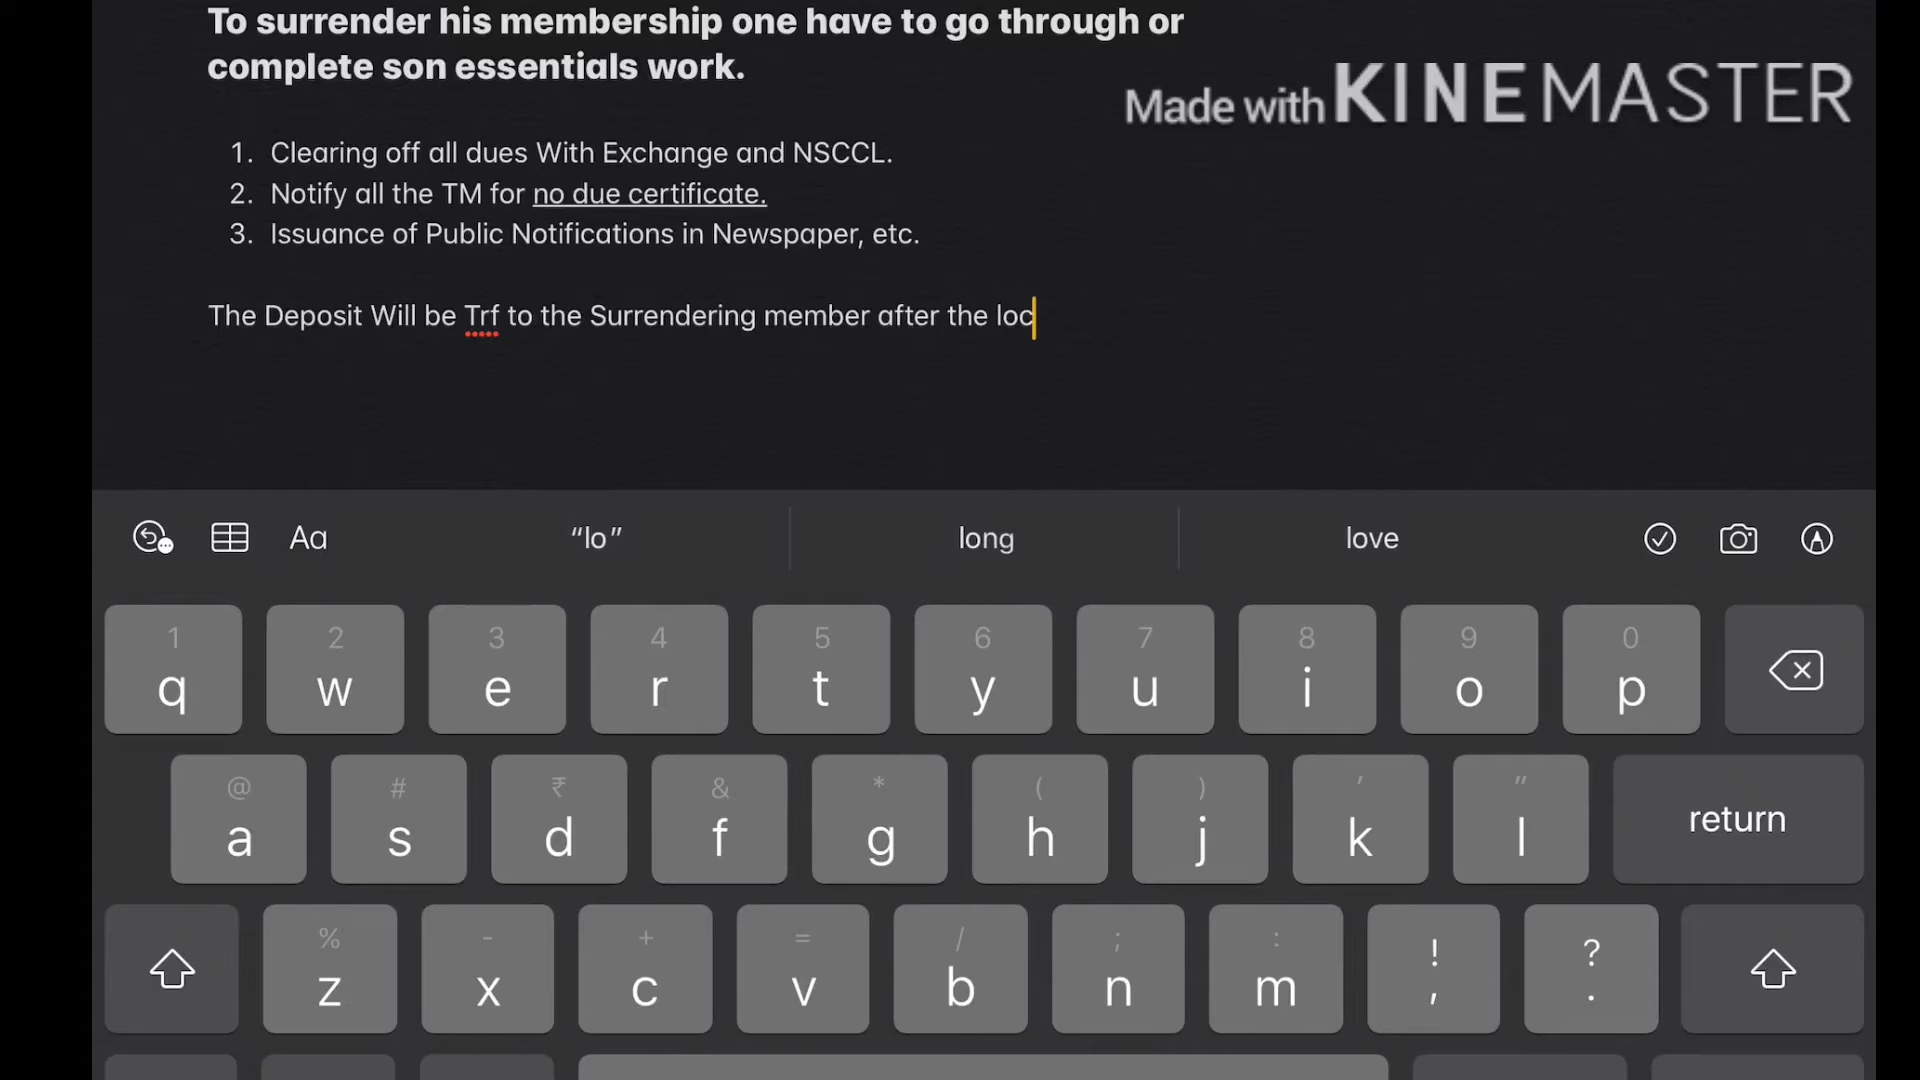 To surrender his membership one have to go through or
complete son essentials work.
Made with KINEMASTER
1. Clearing off all dues With Exchange and NSCCL.
2. Notify all the TM for no due certificate.
3. Issuance of Public Notifications in Newspaper, etc.
The Deposit Will be Trf to the Surrendering member after the loc
Aa “lo” long love
1 2 3 4 5 6 7 8 9 0
q w e r t y u i o p
@ # ₹ & * ( ) ' "
a s d f g h j k l return
% - + = / ; : ! ?
z x c v b n m , .